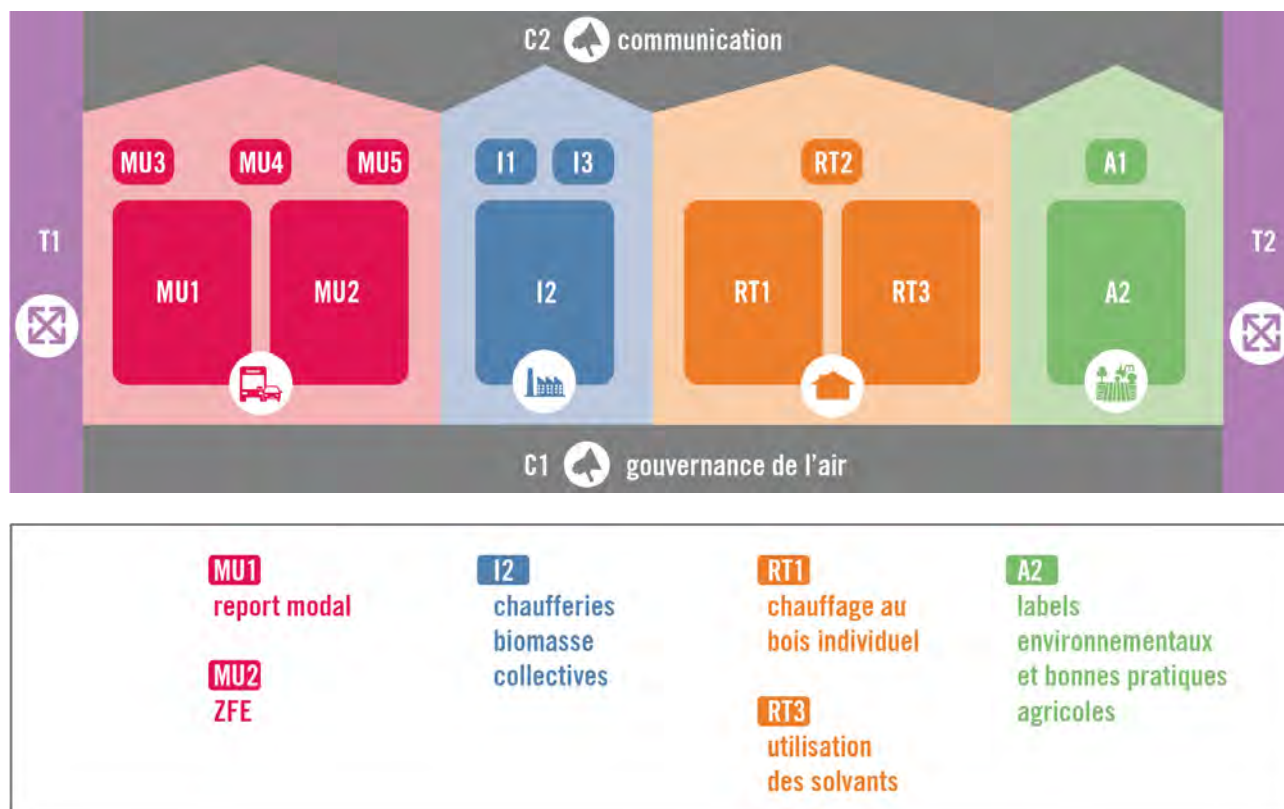 C2 communication
MU3 MU4 MU5 I1 I3 RT2 A1
T1 T2
MU1 MU2 I2 RT1 RT3 A2
C1 gouvernance de l'air
MU1
report modal
MU2
ZFE
I2
chaufferies
biomasse
collectives
RT1
chauffage au
bois individuel
RT3
utilisation
des solvants
A2
labels
environnementaux
et bonnes pratiques
agricoles